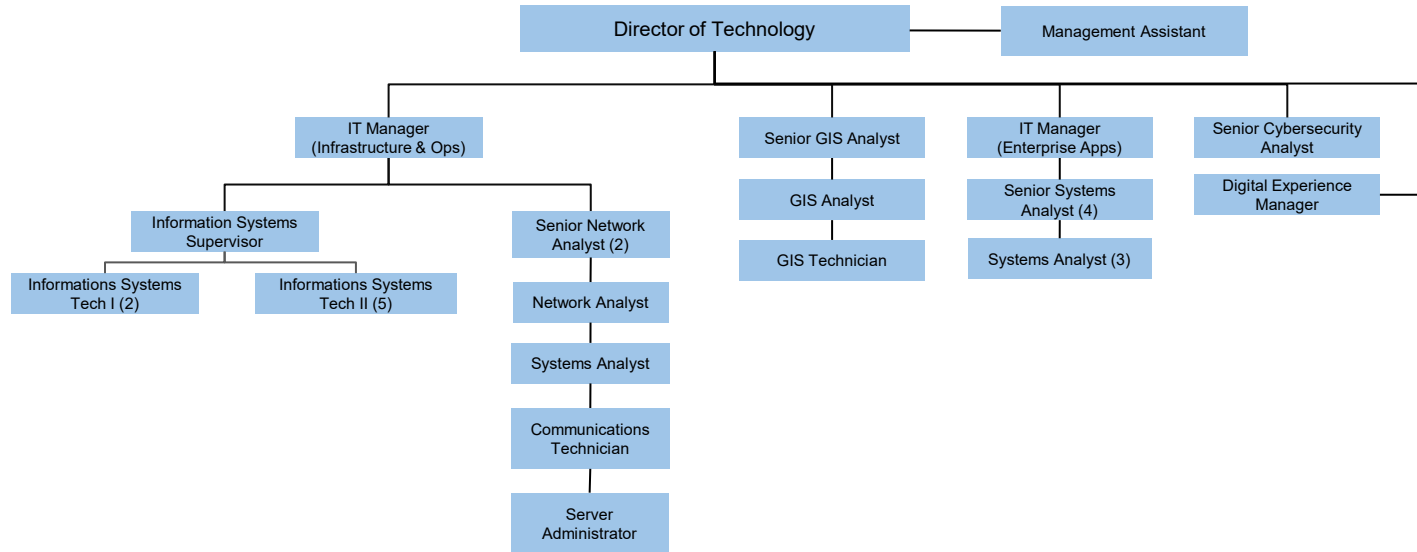 Director of Technology
Management Assistant
IT Manager
(Infrastructure & Ops)
Senior GIS Analyst
IT Manager
(Enterprise Apps)
Senior Cybersecurity
Analyst
Information Systems
Supervisor
Senior Network
Analyst (2)
GIS Analyst
Senior Systems
Analyst (4)
Digital Experience
Manager
Informations Systems
Tech I (2)
Informations Systems
Tech II (5)
Network Analyst
GIS Technician
Systems Analyst (3)
Systems Analyst
Communications
Technician
Server
Administrator